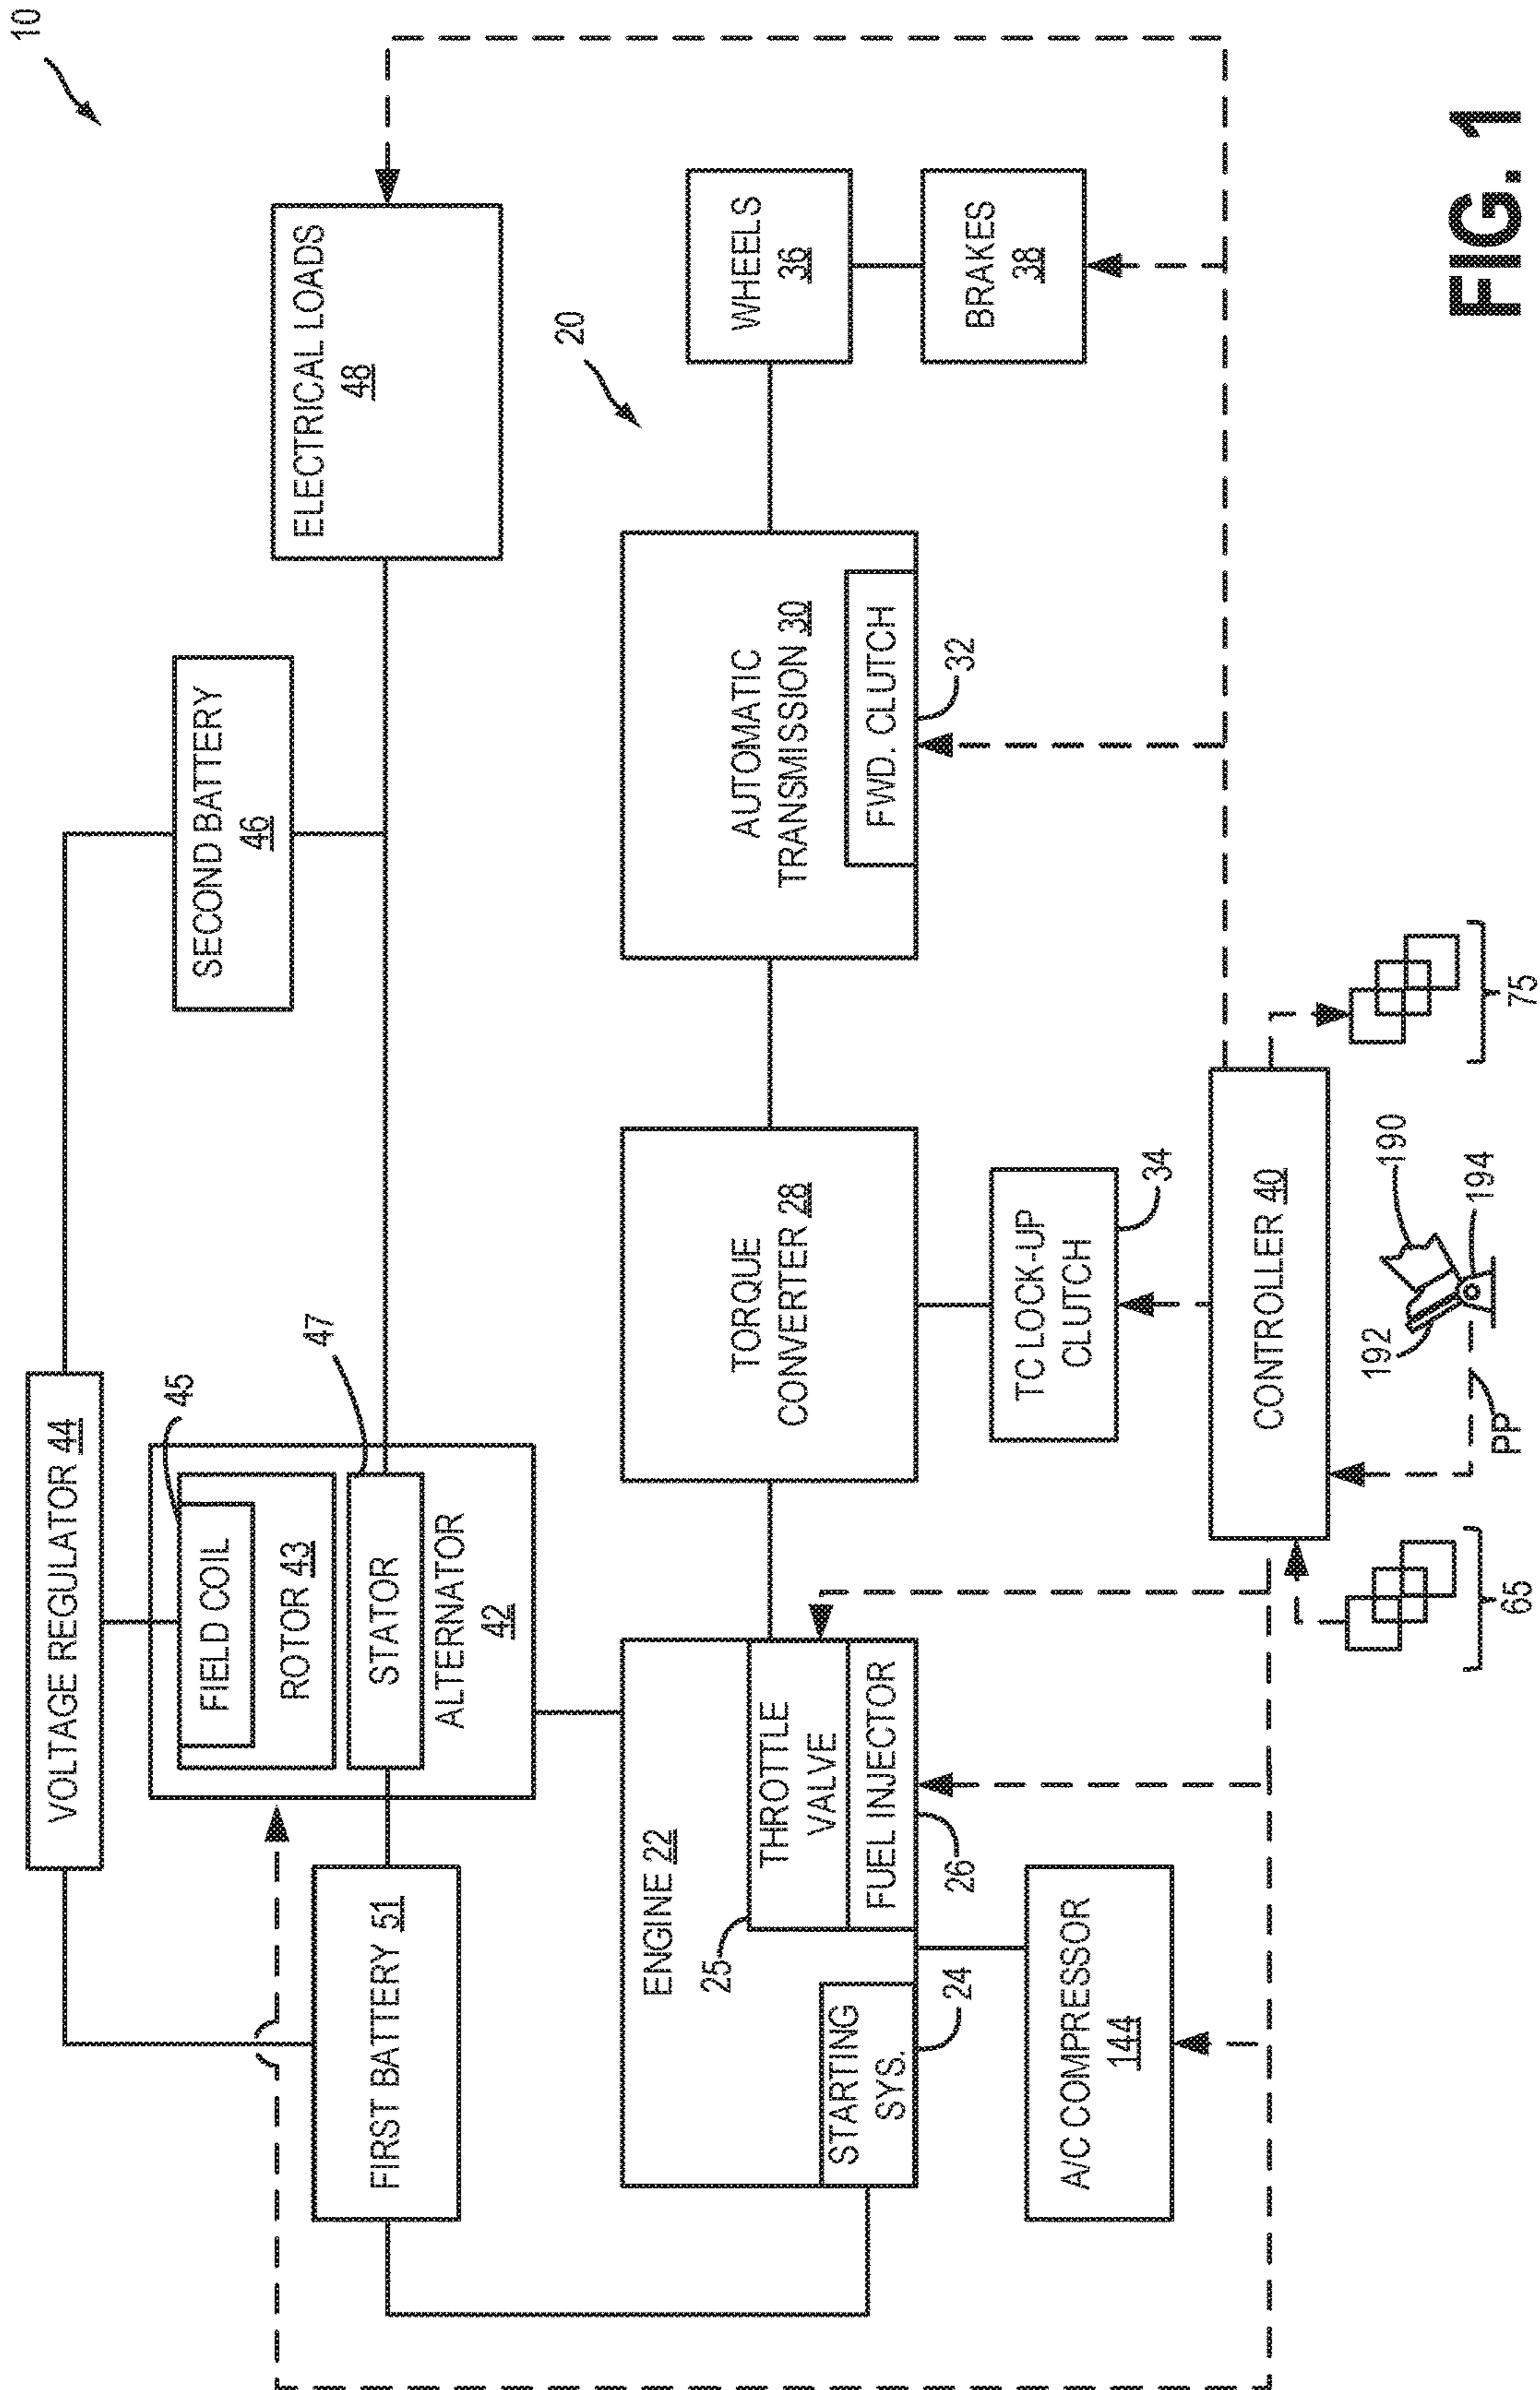 10
VOLTAGE REGULATOR 44
45
FIELD COIL
ROTOR 43
47
STATOR
ALTERNATOR
42
FIRST BATTERY 51
SECOND BATTERY
46
ELECTRICAL LOADS
48
20
ENGINE 22
25
THROTTLE
VALVE
FUEL INJECTOR
26
STARTING
SYS.
24
A/C COMPRESSOR
144
TORQUE
CONVERTER 28
TC LOCK-UP
CLUTCH
34
AUTOMATIC
TRANSMISSION 30
FWD. CLUTCH
32
WHEELS
36
BRAKES
38
CONTROLLER 40
65
PP
192
190
194
75
FIG. 1